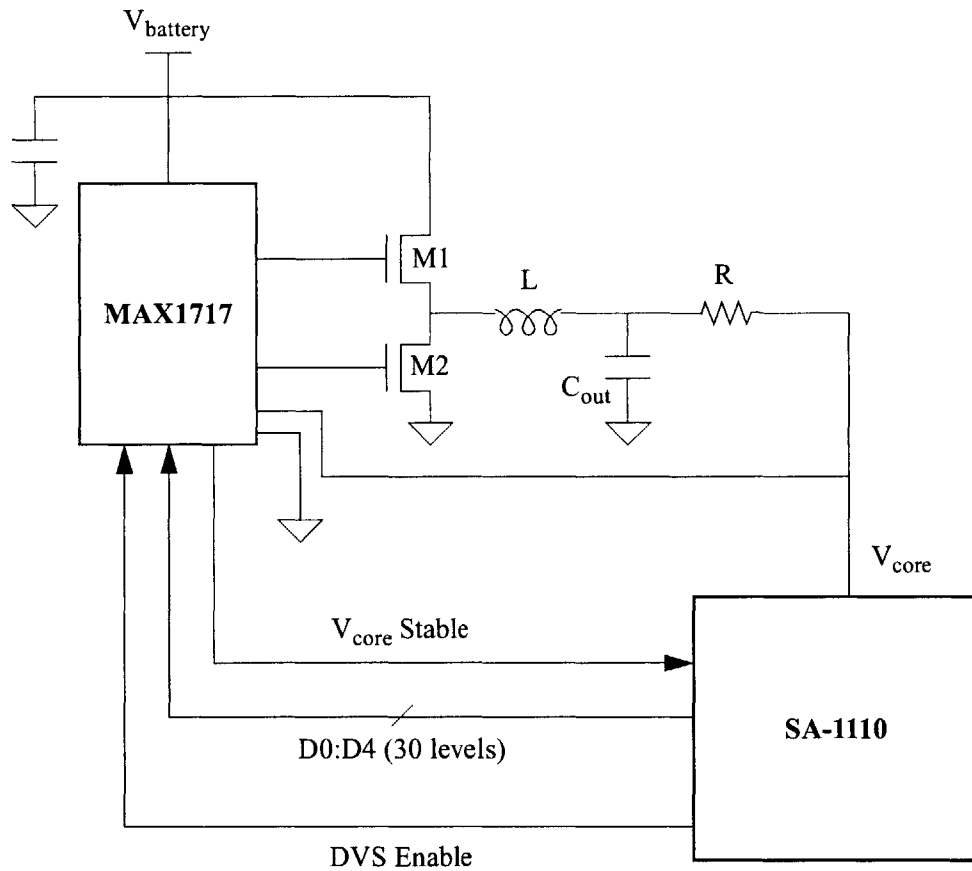 V_battery
M1
MAX1717
L
R
M2
C_out
V_core
V_core Stable
SA-1110
D0:D4 (30 levels)
DVS Enable